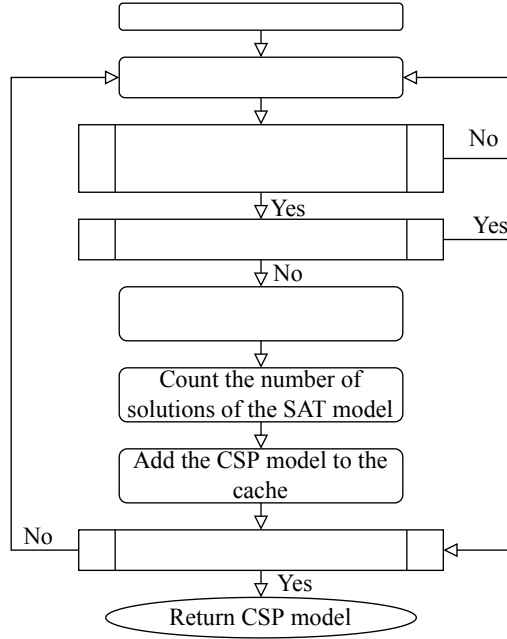 No
Yes
Yes
No
Count the number of
solutions of the SAT model
Add the CSP model to the
cache
No
Yes
Return CSP model